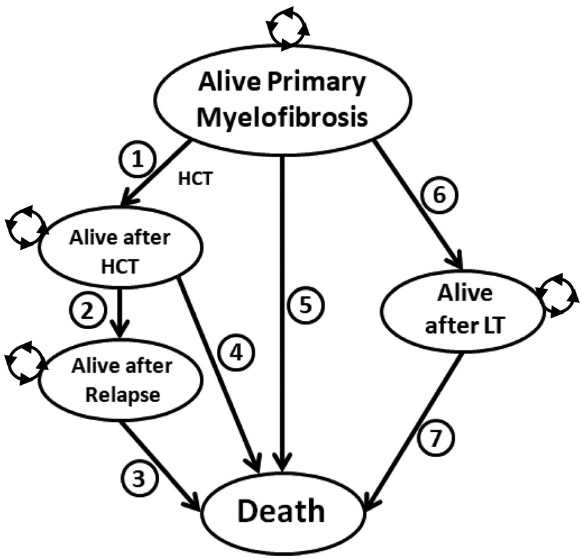 Alive Primary
Myelofibrosis
1
HCT
6
Alive after
HCT
2
5
Alive
after LT
4
Alive after
Relapse
7
3
Death